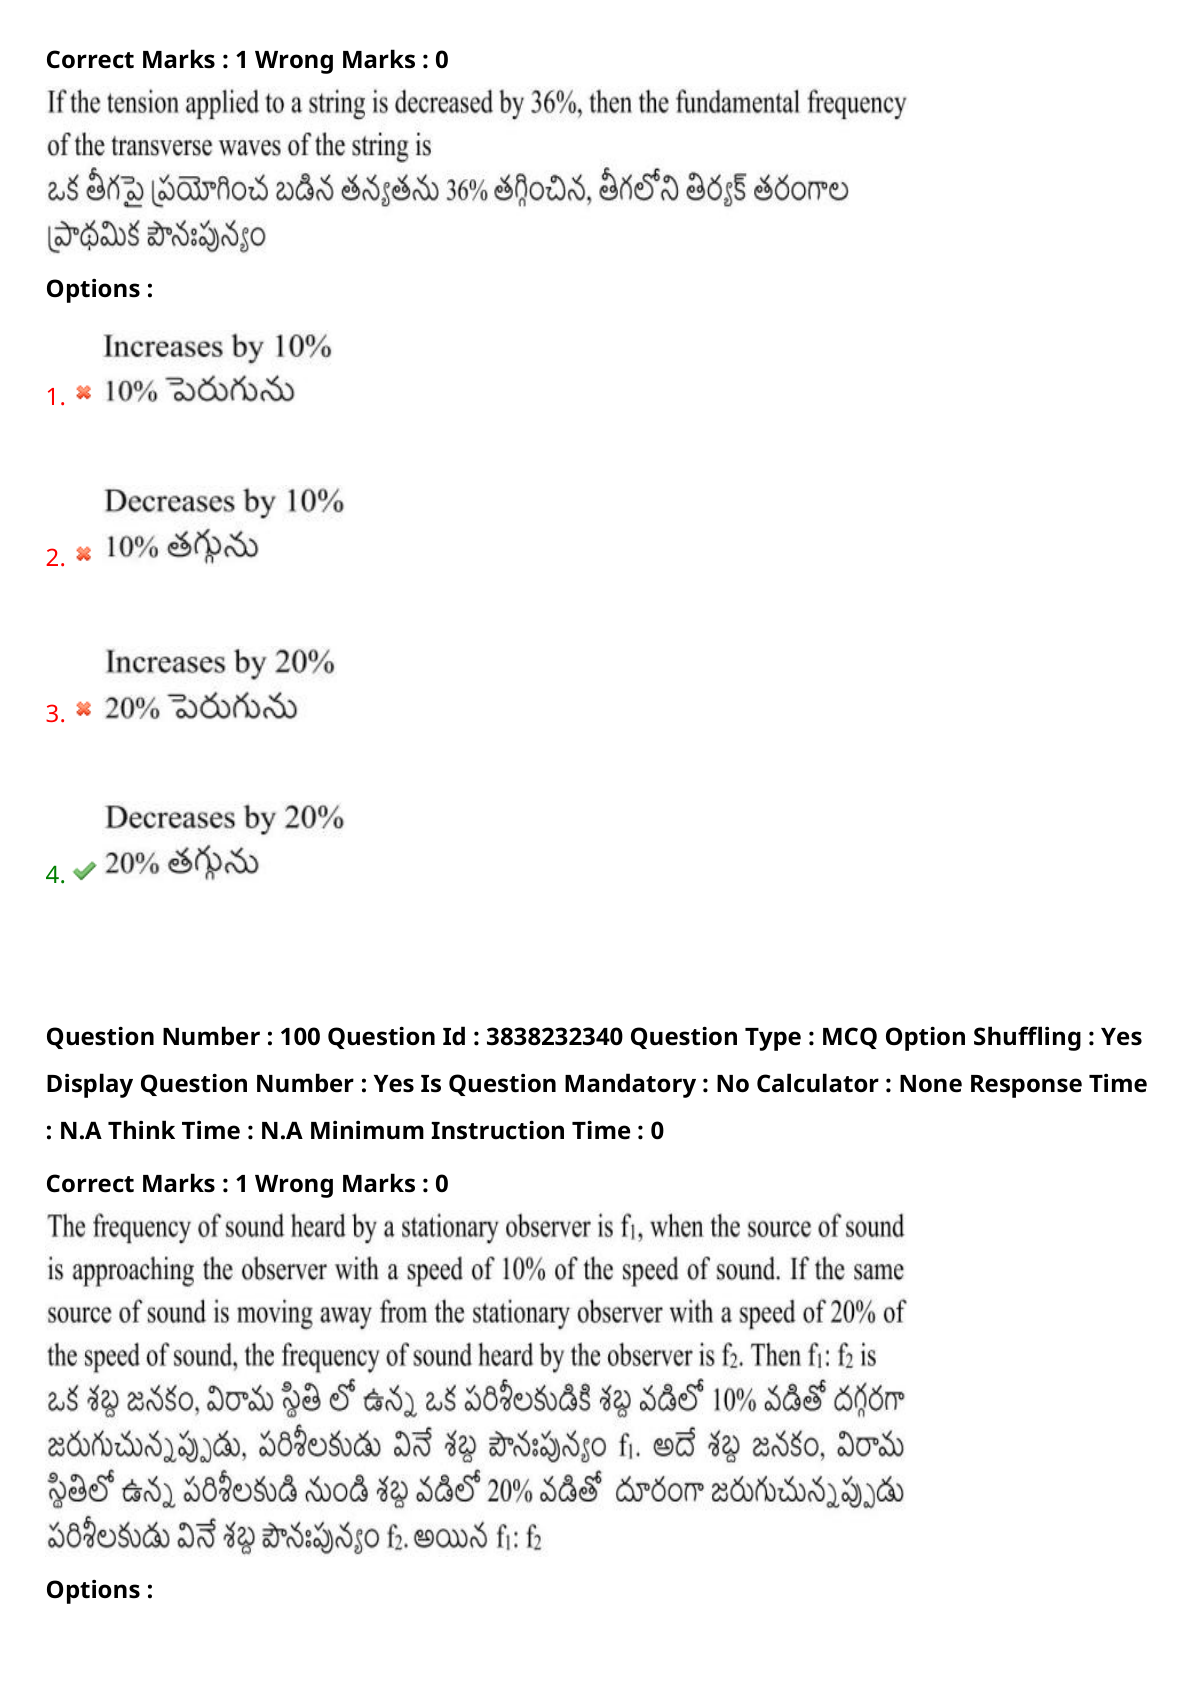 Correct Marks : 1 Wrong Marks : 0
If the tension applied to a string is decreased by 36%, then the fundamental frequency
of the transverse waves of the string is
ఒక తీగపై ప్రయోగించ బడిన తన్యతను 36% తగ్గించిన, తీగలోని తిర్యక్ తరంగాల
ప్రాథమిక పౌనఃపున్యం
Options :
Increases by 10%
1. 10% పెరుగును
Decreases by 10%
2. 10% తగ్గును
Increases by 20%
3. 20% పెరుగును
Decreases by 20%
4. 20% తగ్గును
Question Number : 100 Question Id : 3838232340 Question Type : MCQ Option Shuffling : Yes
Display Question Number : Yes Is Question Mandatory : No Calculator : None Response Time
: N.A Think Time : N.A Minimum Instruction Time : 0
Correct Marks : 1 Wrong Marks : 0
The frequency of sound heard by a stationary observer is f₁, when the source of sound
is approaching the observer with a speed of 10% of the speed of sound. If the same
source of sound is moving away from the stationary observer with a speed of 20% of
the speed of sound, the frequency of sound heard by the observer is f₂. Then f₁: f₂ is
ఒక శబ్ద జనకం, విరామ స్థితి లో ఉన్న ఒక పరిశీలకుడికి శబ్ద వడిలో 10% వడితో దగ్గరగా
జరుగుచున్నప్పుడు, పరిశీలకుడు వినే శబ్ద పౌనఃపున్యం f₁. అదే శబ్ద జనకం, విరామ
స్థితిలో ఉన్న పరిశీలకుడి నుండి శబ్ద వడిలో 20% వడితో దూరంగా జరుగుచున్నప్పుడు
పరిశీలకుడు వినే శబ్ద పౌనఃపున్యం f₂. అయిన f₁: f₂
Options :